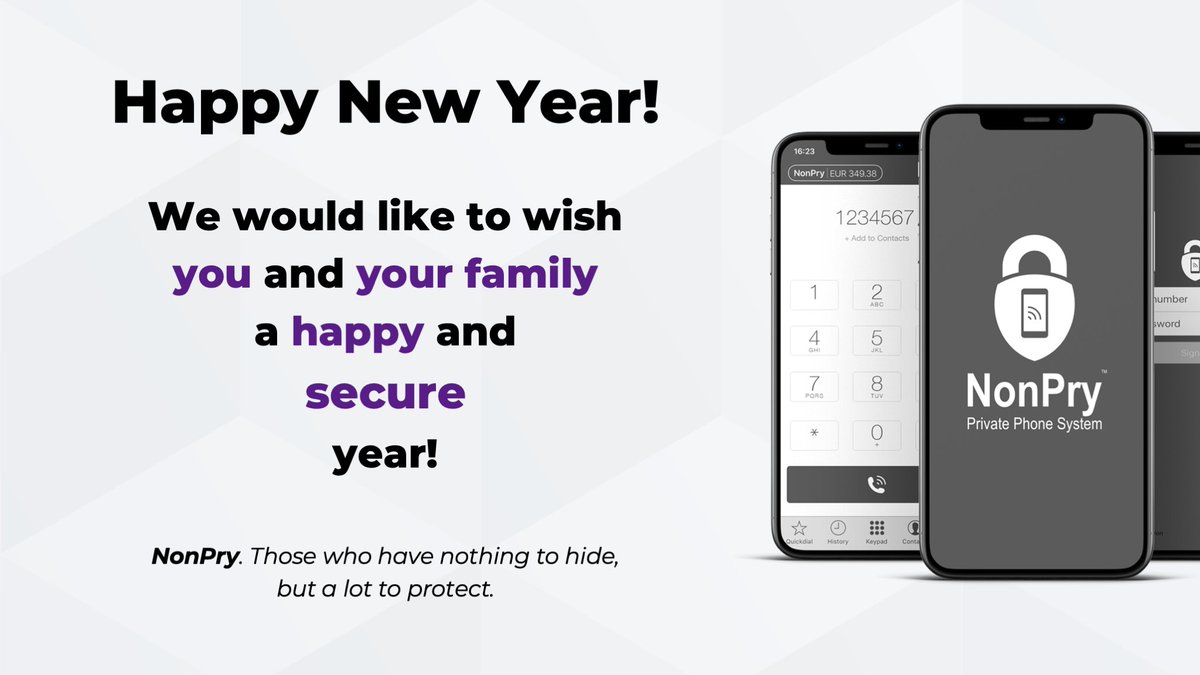 Happy New Year!
We would like to wish
you and your family
a happy and
secure
year!
NonPry. Those who have nothing to hide,
but a lot to protect.
16:23
NonPry | EUR 349.38
1234567
+ Add to Contacts
1
2
ABC
4
GHI
5
JKL
7
PQRS
8
TUV
*
0
+
Quickdial
History
Keypad
NonPry™
Private Phone System
number